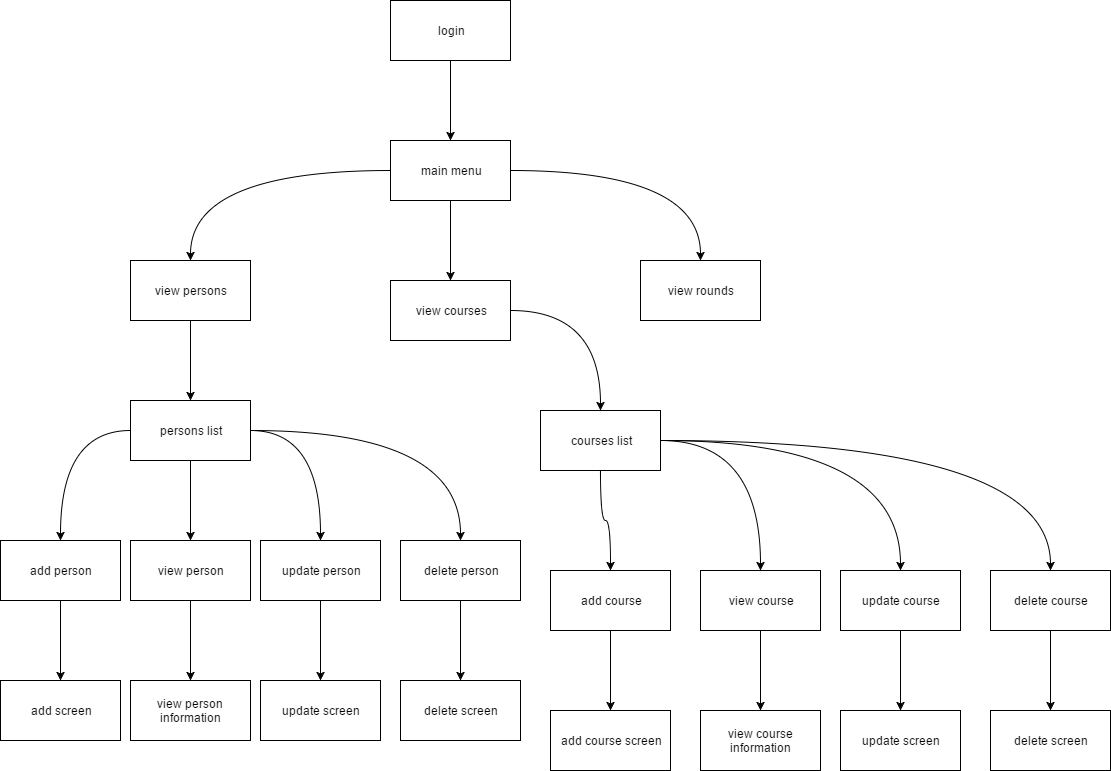 login
main menu
view persons
view courses
view rounds
persons list
courses list
add person
view person
update person
delete person
add course
view course
update course
delete course
add screen
view person
information
update screen
delete screen
add course screen
view course
information
update screen
delete screen